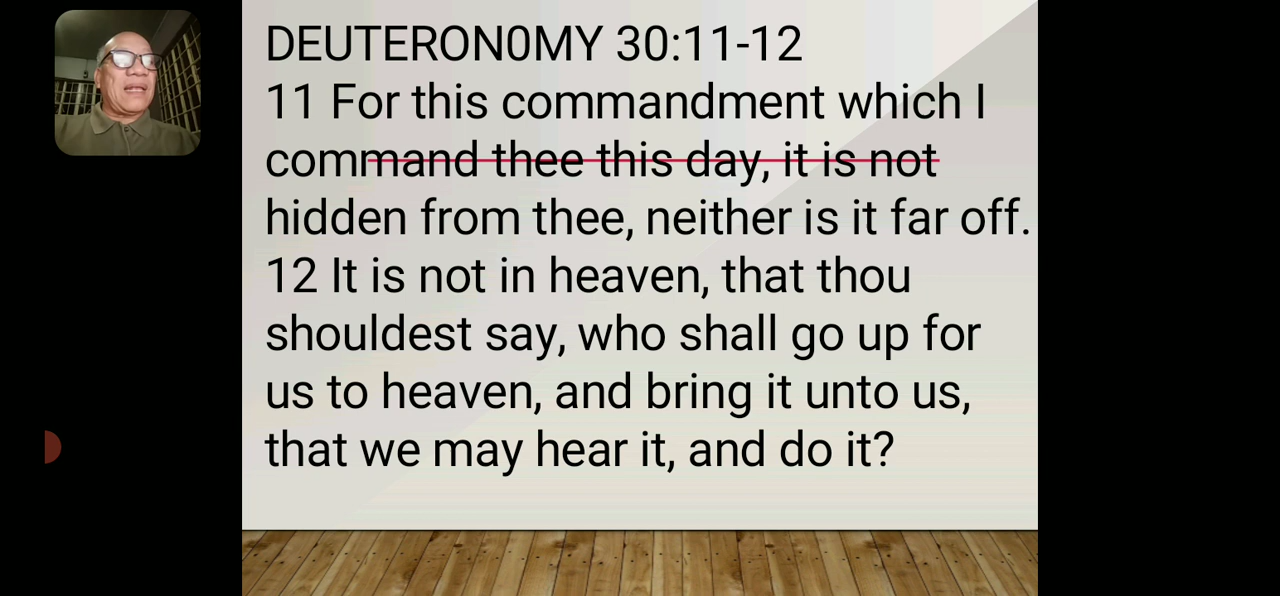 DEUTERON0MY 30:11-12
11 For this commandment which I
command thee this day, it is not
hidden from thee, neither is it far off.
12 It is not in heaven, that thou
shouldest say, who shall go up for
us to heaven, and bring it unto us,
that we may hear it, and do it?